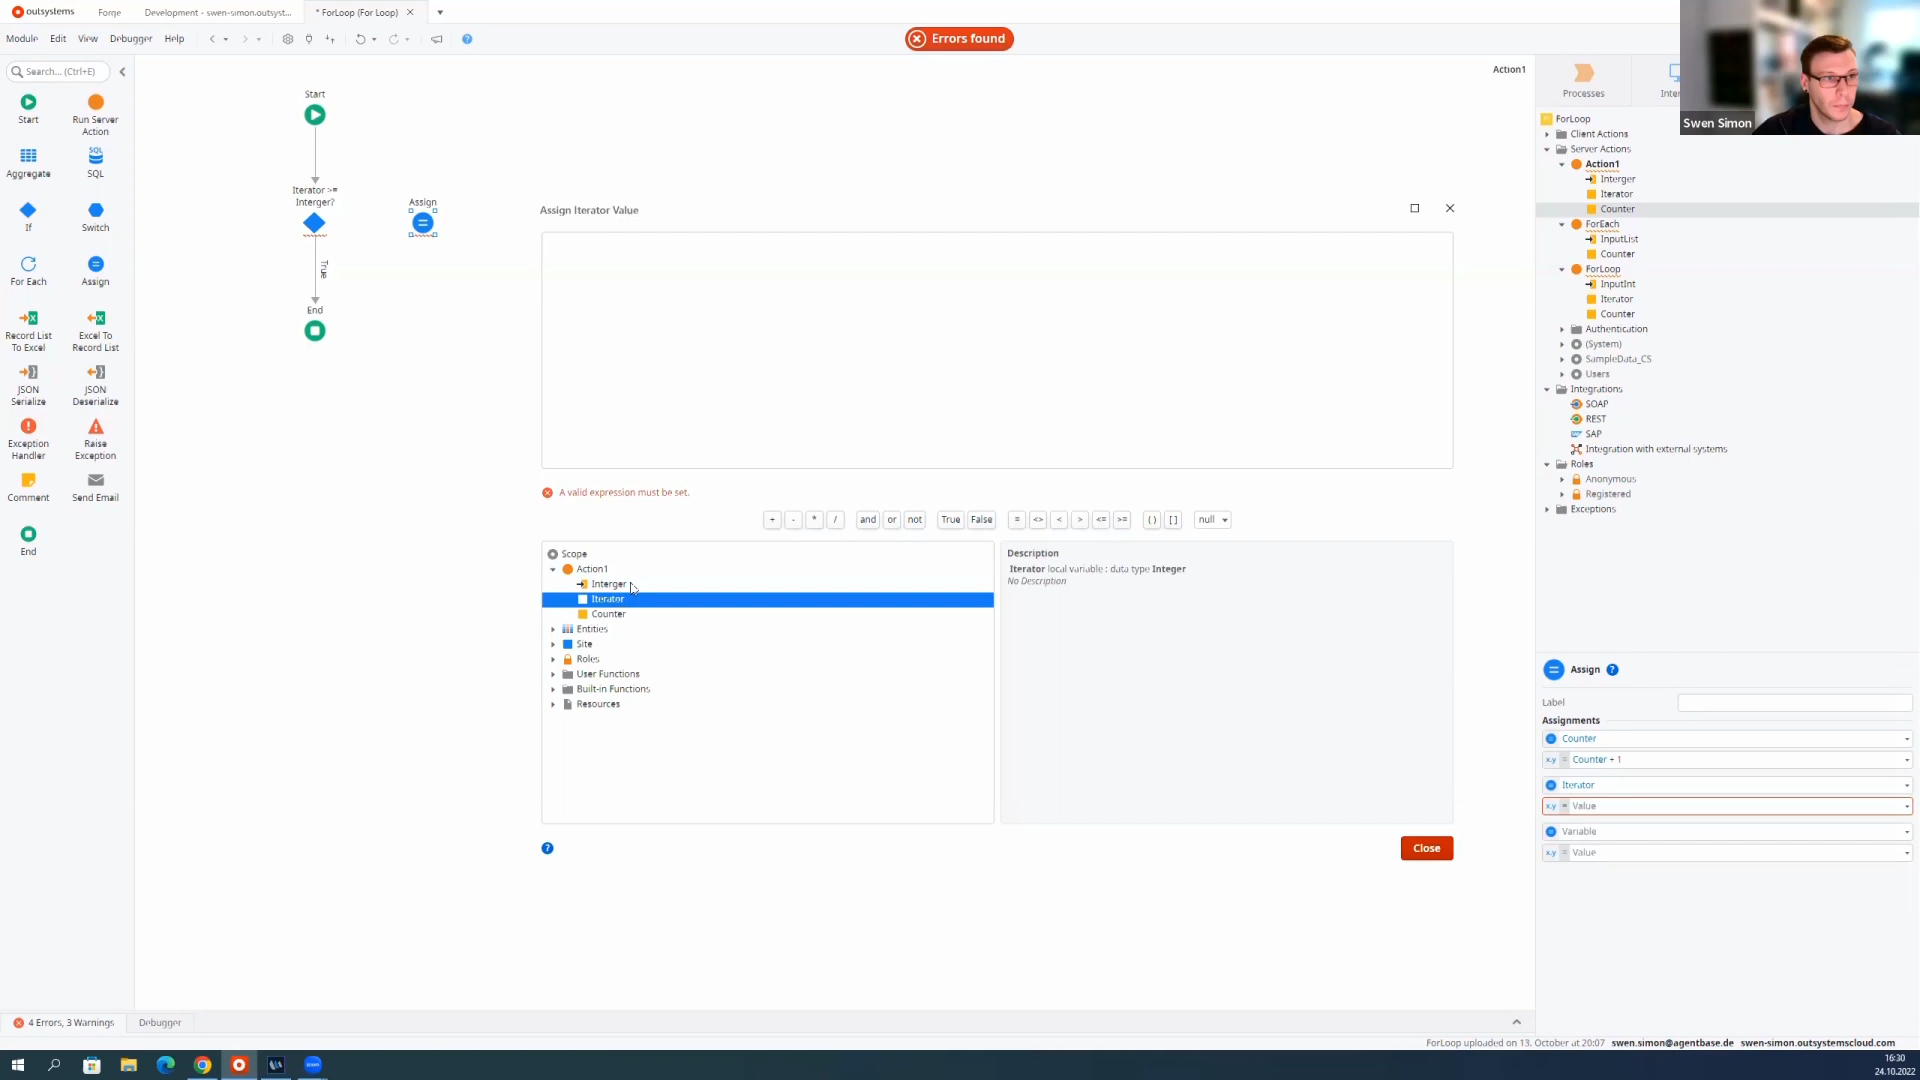 outsystems
Forge
Development - swen-simon.outsyst...
* ForLoop (For Loop)
Module
Edit
View
Debugger
Help
Errors found
Search... (Ctrl+E)
Start
Run Server
Action
Aggregate
SQL
If
Switch
For Each
Assign
Record List
To Excel
Excel To
Record List
JSON
Serialize
JSON
Deserialize
Exception
Handler
Raise
Exception
Comment
Send Email
End
Action1
Start
Iterator >=
Interger?
Assign
True
End
Assign Iterator Value
A valid expression must be set.
+ - * / and or not True False = <> < > <= >= ( ) [ ] null
Scope
Action1
Interger
Iterator
Counter
Entities
Site
Roles
User Functions
Built-in Functions
Resources
Description
Iterator local variable : data type Integer
No Description
Close
Processes
Inter
Swen Simon
ForLoop
Client Actions
Server Actions
Action1
Interger
Iterator
Counter
ForEach
InputList
Counter
ForLoop
InputInt
Iterator
Counter
Authentication
(System)
SampleData_CS
Users
Integrations
SOAP
REST
SAP
Integration with external systems
Roles
Anonymous
Registered
Exceptions
Assign
Label
Assignments
Counter
x.y = Counter + 1
Iterator
x.y = Value
Variable
x.y = Value
4 Errors, 3 Warnings
Debugger
ForLoop uploaded on 13. October at 20:07 swen.simon@agentbase.de swen-simon.outsystemscloud.com
16:30
24.10.2022